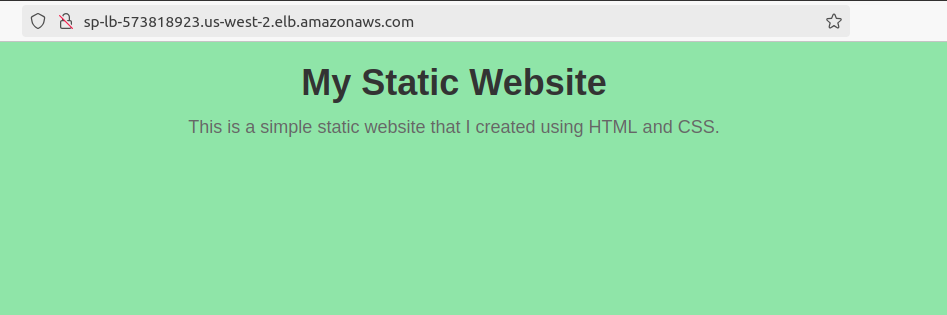 sp-lb-573818923.us-west-2.elb.amazonaws.com
My Static Website
This is a simple static website that I created using HTML and CSS.